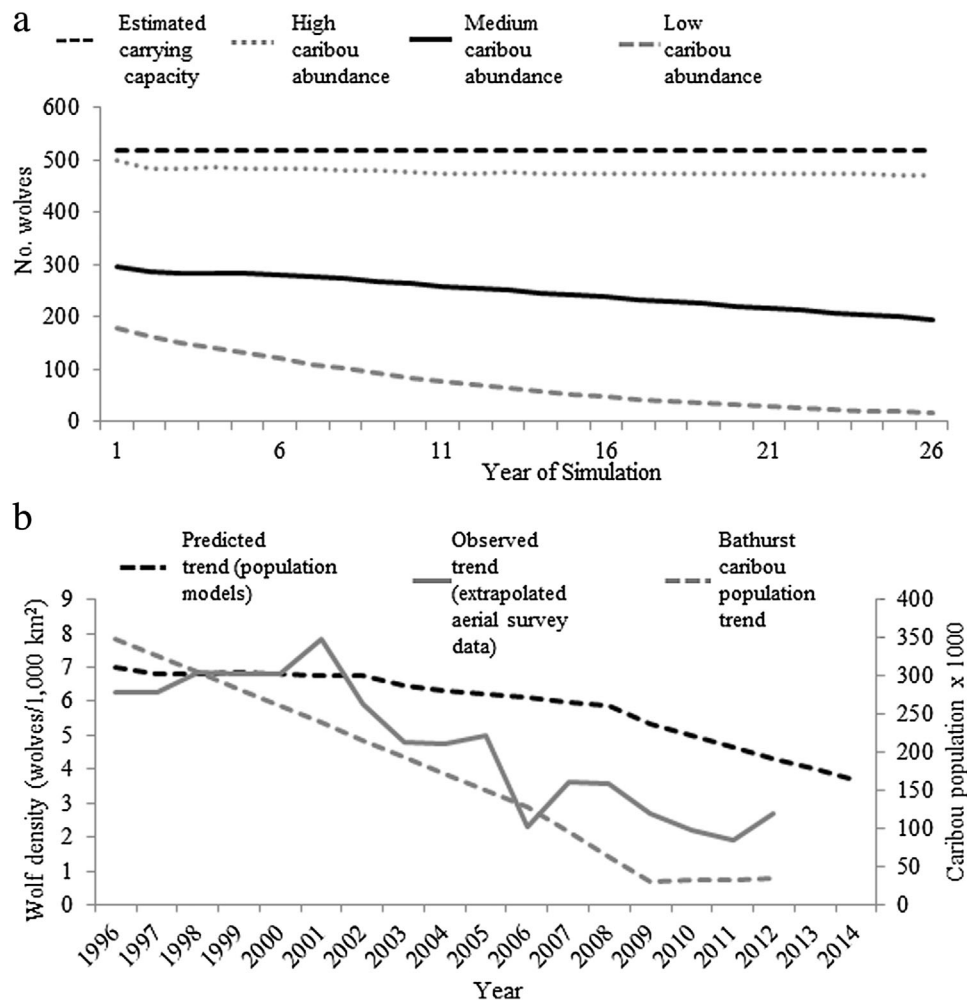 a
Estimated carrying capacity
High caribou abundance
Medium caribou abundance
Low caribou abundance
600
500
400
300
200
100
0
No. wolves
1 6 11 16 21 26
Year of Simulation
b
Predicted trend (population models)
Observed trend (extrapolated aerial survey data)
Bathurst caribou population trend
9
8
7
6
5
4
3
2
1
0
Wolf density (wolves/1,000 km²)
400
350
300
250
200
150
100
50
0
Caribou population x 1000
1996 1997 1998 1999 2000 2001 2002 2003 2004 2005 2006 2007 2008 2009 2010 2011 2012 2013 2014
Year